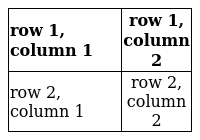 row 1,
column 1
row 1,
column
2
row 2,
column 1
row 2,
column
2